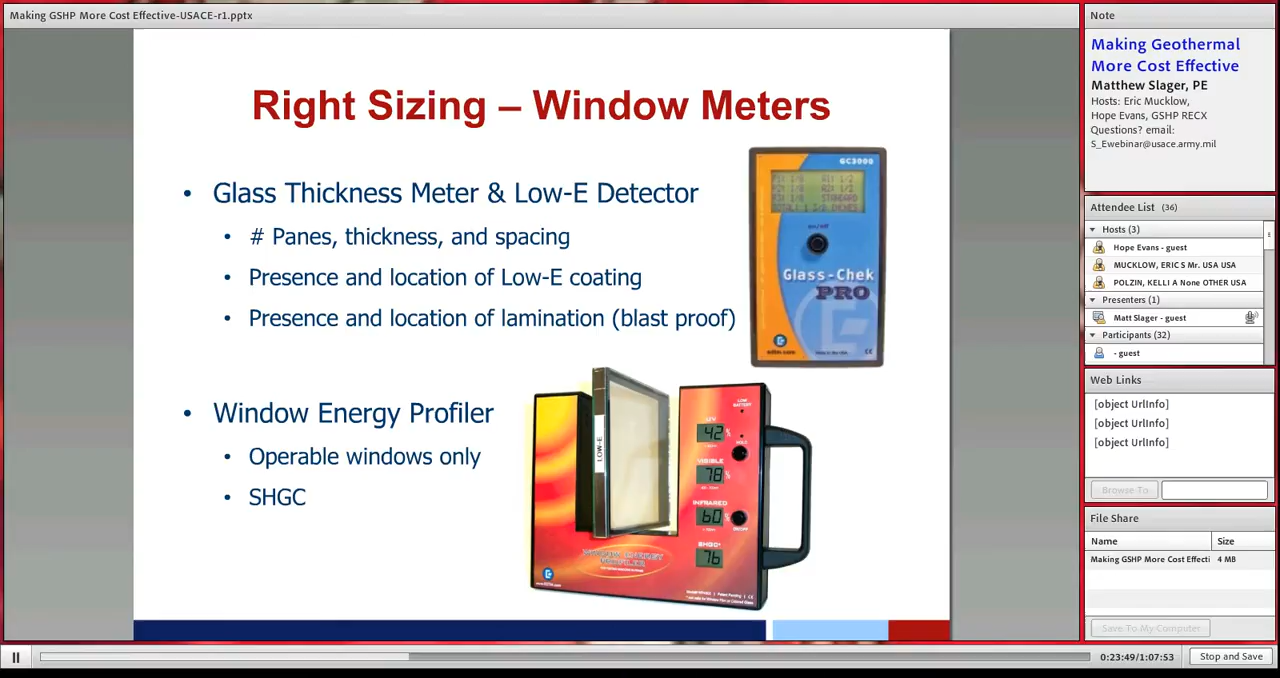 Making GSHP More Cost Effective-USACE-r1.pptx
Right Sizing – Window Meters
• Glass Thickness Meter & Low-E Detector
• # Panes, thickness, and spacing
• Presence and location of Low-E coating
• Presence and location of lamination (blast proof)
• Window Energy Profiler
• Operable windows only
• SHGC
GC3000
STANDARD
on/off
Glass-Chek
PRO
edtm.com
LOW-E
LOW
BATTERY
42
VISIBLE
78
INFRARED
60
SHGC*
76
Note
Making Geothermal
More Cost Effective
Matthew Slager, PE
Hosts: Eric Mucklow,
Hope Evans, GSHP RECX
Questions? email:
S_Ewebinar@usace.army.mil
Attendee List (36)
Hosts (3)
Hope Evans - guest
MUCKLOW, ERIC S Mr. USA USA
POLZIN, KELLI A None OTHER USA
Presenters (1)
Matt Slager - guest
Participants (32)
- guest
Web Links
[object UrlInfo]
[object UrlInfo]
[object UrlInfo]
Browse To
File Share
Name Size
Making GSHP More Cost Effecti 4 MB
Save To My Computer
0:23:49/1:07:53
Stop and Save